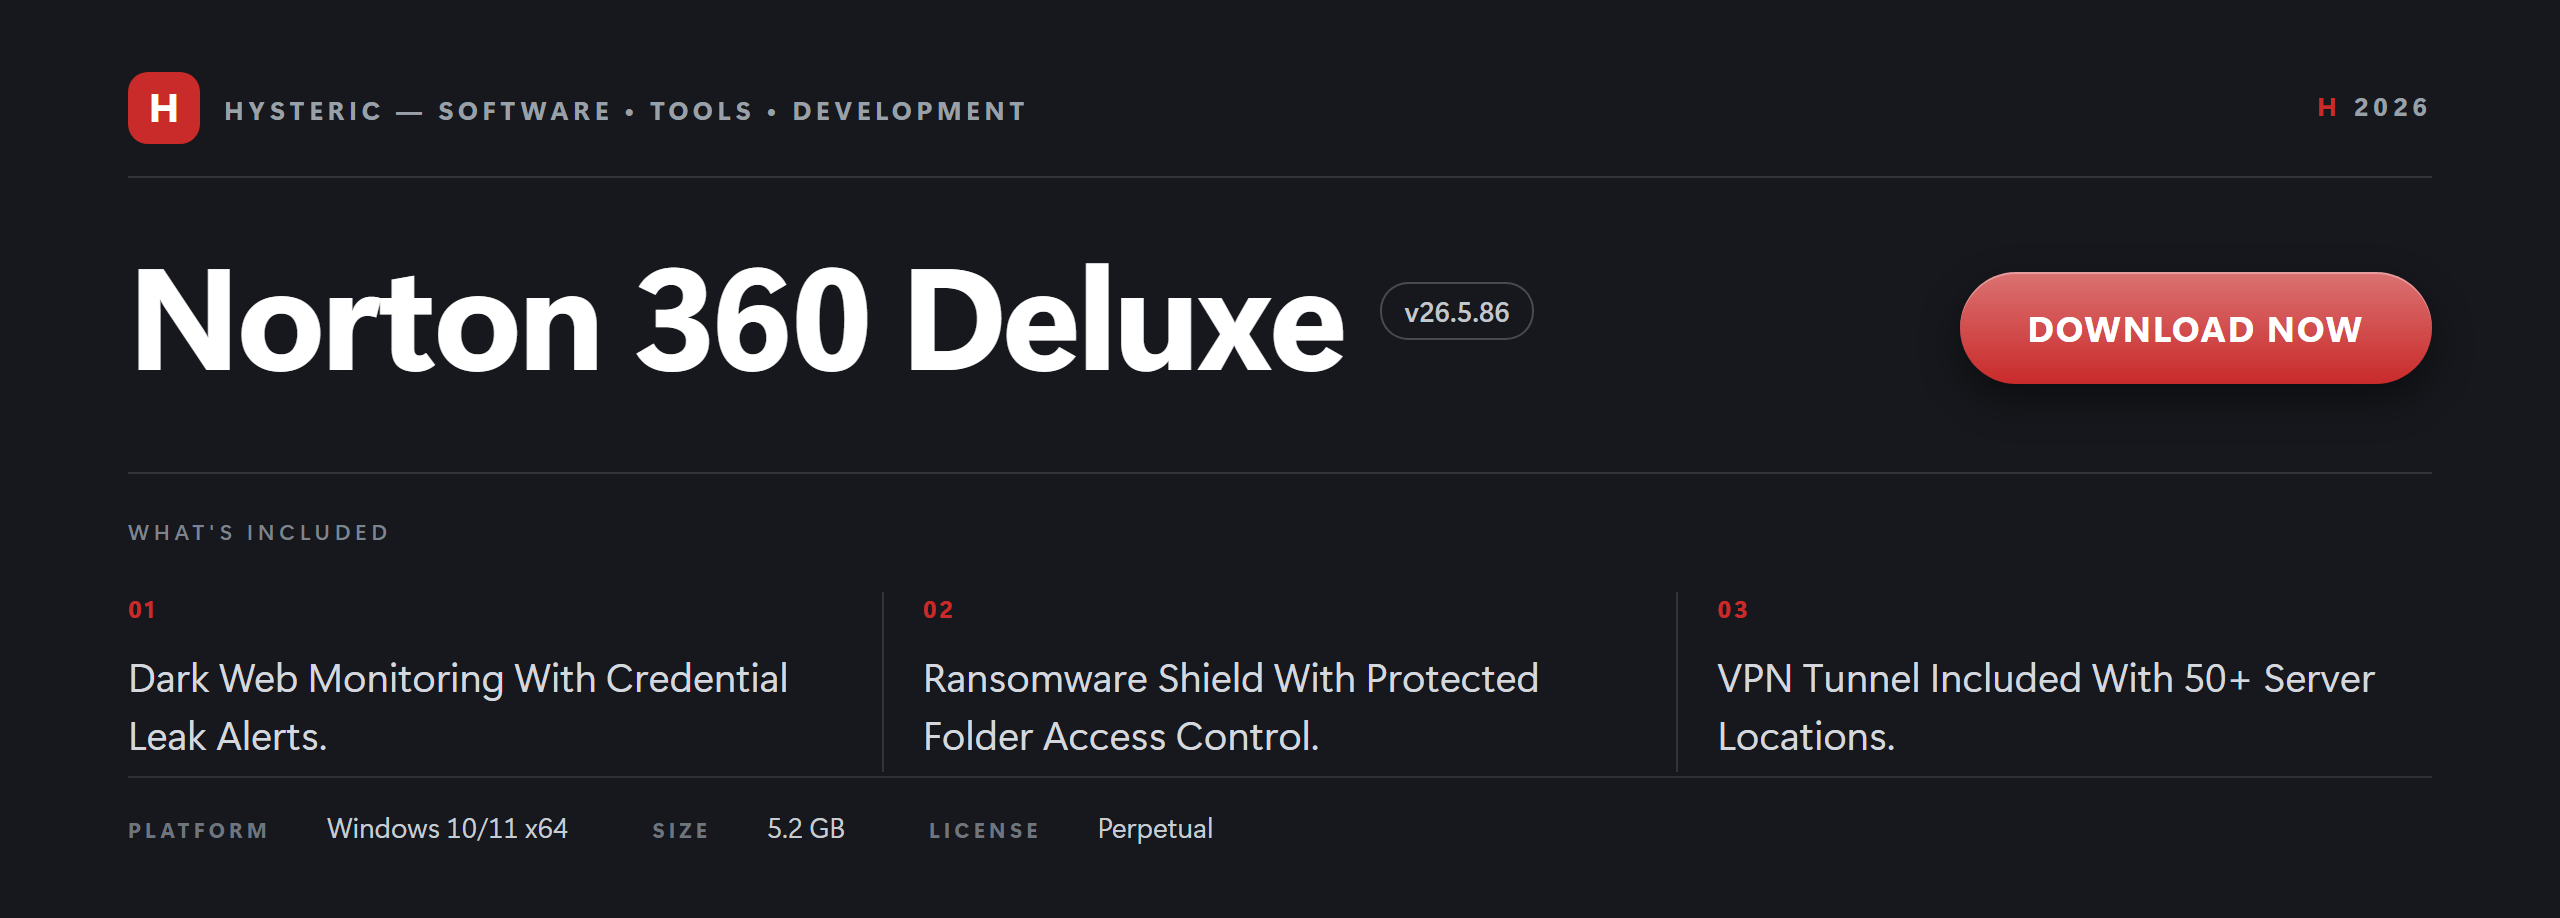 H
HYSTERIC — SOFTWARE • TOOLS • DEVELOPMENT
H 2026
Norton 360 Deluxe
v26.5.86
DOWNLOAD NOW
WHAT'S INCLUDED
01
Dark Web Monitoring With Credential
Leak Alerts.
02
Ransomware Shield With Protected
Folder Access Control.
03
VPN Tunnel Included With 50+ Server
Locations.
PLATFORM Windows 10/11 x64 SIZE 5.2 GB LICENSE Perpetual